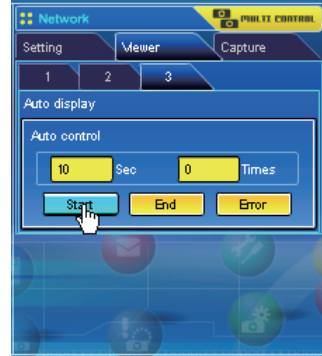 Network MULTI CONTROL
Setting Viewer Capture
1 2 3
Auto display
Auto control
10 Sec 0 Times
Start End Error